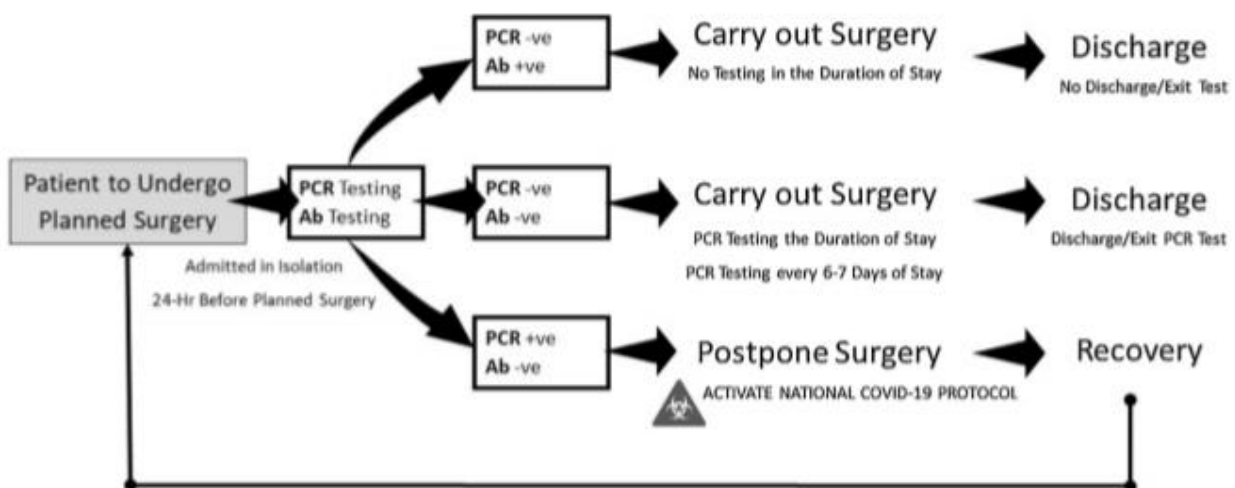 Patient to Undergo
Planned Surgery
Admitted in Isolation
24-Hr Before Planned Surgery
PCR Testing
Ab Testing
PCR -ve
Ab +ve
Carry out Surgery
No Testing in the Duration of Stay
Discharge
No Discharge/Exit Test
PCR -ve
Ab -ve
Carry out Surgery
PCR Testing the Duration of Stay
PCR Testing every 6-7 Days of Stay
Discharge
Discharge/Exit PCR Test
PCR +ve
Ab -ve
Postpone Surgery
ACTIVATE NATIONAL COVID-19 PROTOCOL
Recovery